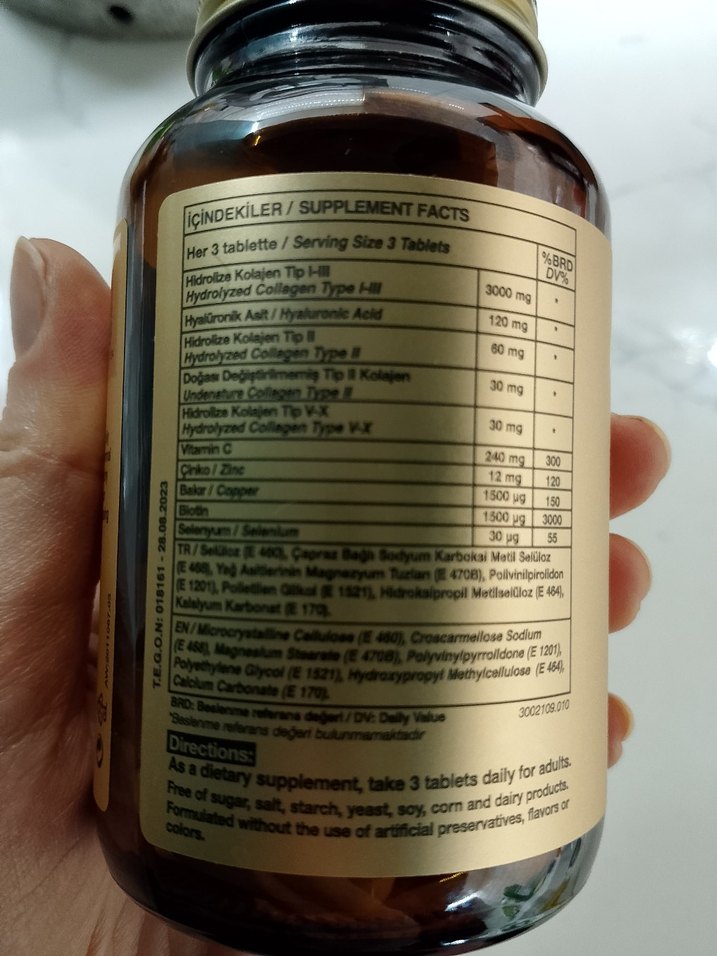 İÇİNDEKİLER / SUPPLEMENT FACTS
Her 3 tablette / Serving Size 3 Tablets
%BRD
DV%
Hidrolize Kolajen Tip I-III
Hydrolyzed Collagen Type I-III
3000 mg *
Hyalüronik Asit / Hyaluronic Acid 120 mg *
Hidrolize Kolajen Tip II
Hydrolyzed Collagen Type II
60 mg *
Doğası Değiştirilmemiş Tip II Kolajen
Undenature Collagen Type II
30 mg *
Hidrolize Kolajen Tip V-X
Hydrolyzed Collagen Type V-X
30 mg *
Vitamin C 240 mg 300
Çinko / Zinc 12 mg 120
Bakır / Copper 1500 µg 150
Biotin 1500 µg 3000
Selenyum / Selenium 30 µg 55
TR / Selüloz (E 460), Çapraz Bağlı Sodyum Karboksi Metil Selüloz
(E 468), Yağ Asitlerinin Magnezyum Tuzları (E 470B), Polivinilpirolidon
(E 1201), Polietilen Glikol (E 1521), Hidroksipropil Metilselüloz (E 464),
Kalsiyum Karbonat (E 170).
EN / Microcrystalline Cellulose (E 460), Croscarmellose Sodium
(E 468), Magnesium Stearate (E 470B), Polyvinylpyrrolidone (E 1201),
Polyethylene Glycol (E 1521), Hydroxypropyl Methylcellulose (E 464),
Calcium Carbonate (E 170).
BRD: Beslenme referans değeri / DV: Daily Value
*Beslenme referans değeri bulunmamaktadır
3002109.010
Directions:
As a dietary supplement, take 3 tablets daily for adults.
Free of sugar, salt, starch, yeast, soy, corn and dairy products.
Formulated without the use of artificial preservatives, flavors or
colors.
T.E.G.O.N: 018161 - 28.08.2023